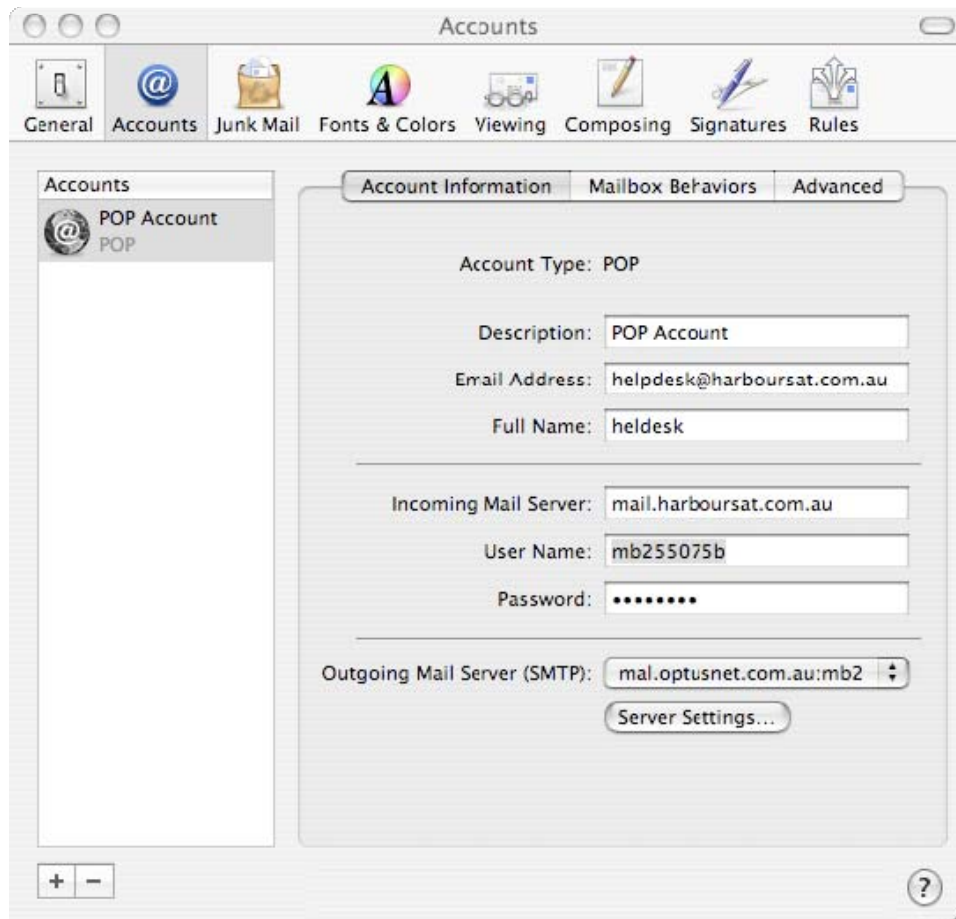 Accounts
General Accounts Junk Mail Fonts & Colors Viewing Composing Signatures Rules
Accounts
POP Account
POP
Account Information Mailbox Behaviors Advanced
Account Type: POP
Description: POP Account
Email Address: helpdesk@harboursat.com.au
Full Name: heldesk
Incoming Mail Server: mail.harboursat.com.au
User Name: mb255075b
Password: ••••••••
Outgoing Mail Server (SMTP): mal.optusnet.com.au:mb2
Server Settings...
+ −
?